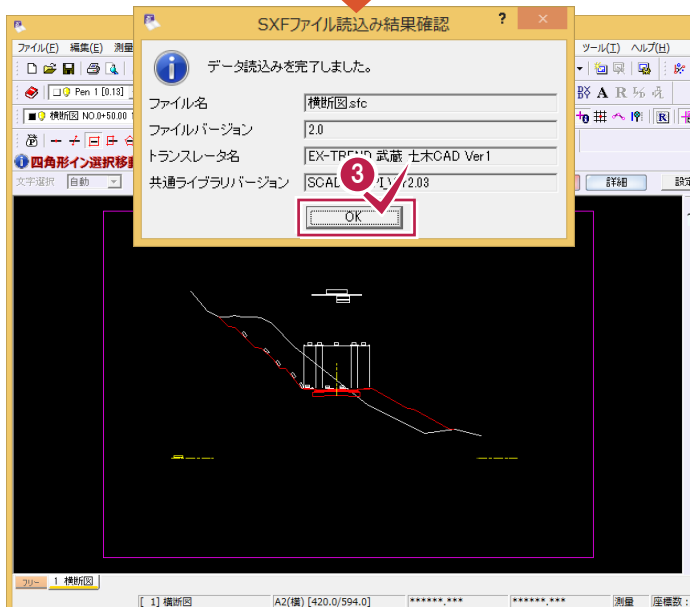 SXFファイル読込み結果確認 ? ×
ファイル(F) 編集(E) 測量
ツール(T) ヘルプ(H)
データ読込みを完了しました。
Pen 1 [0.13]
ファイル名 横断図.sfc
横断図 NO.0+50.00
ファイルバージョン 2.0
トランスレータ名 EX-TREND 武蔵 土木CAD Ver1
四角形イン選択移動
共通ライブラリバージョン
3
文字選択 自動
詳細 設定
OK
フリー 1 横断図
[ 1] 横断図 A2(横) [420.0/594.0] ******.*** ******.*** 測量 座標数: